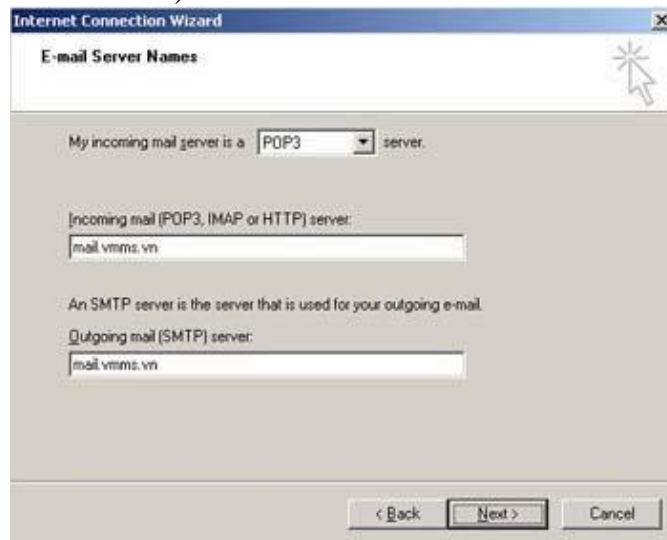 Internet Connection Wizard
E-mail Server Names
My incoming mail server is a POP3 server.
Incoming mail (POP3, IMAP or HTTP) server:
mail.vmms.vn
An SMTP server is the server that is used for your outgoing e-mail.
Outgoing mail (SMTP) server:
mail.vmms.vn
< Back Next > Cancel